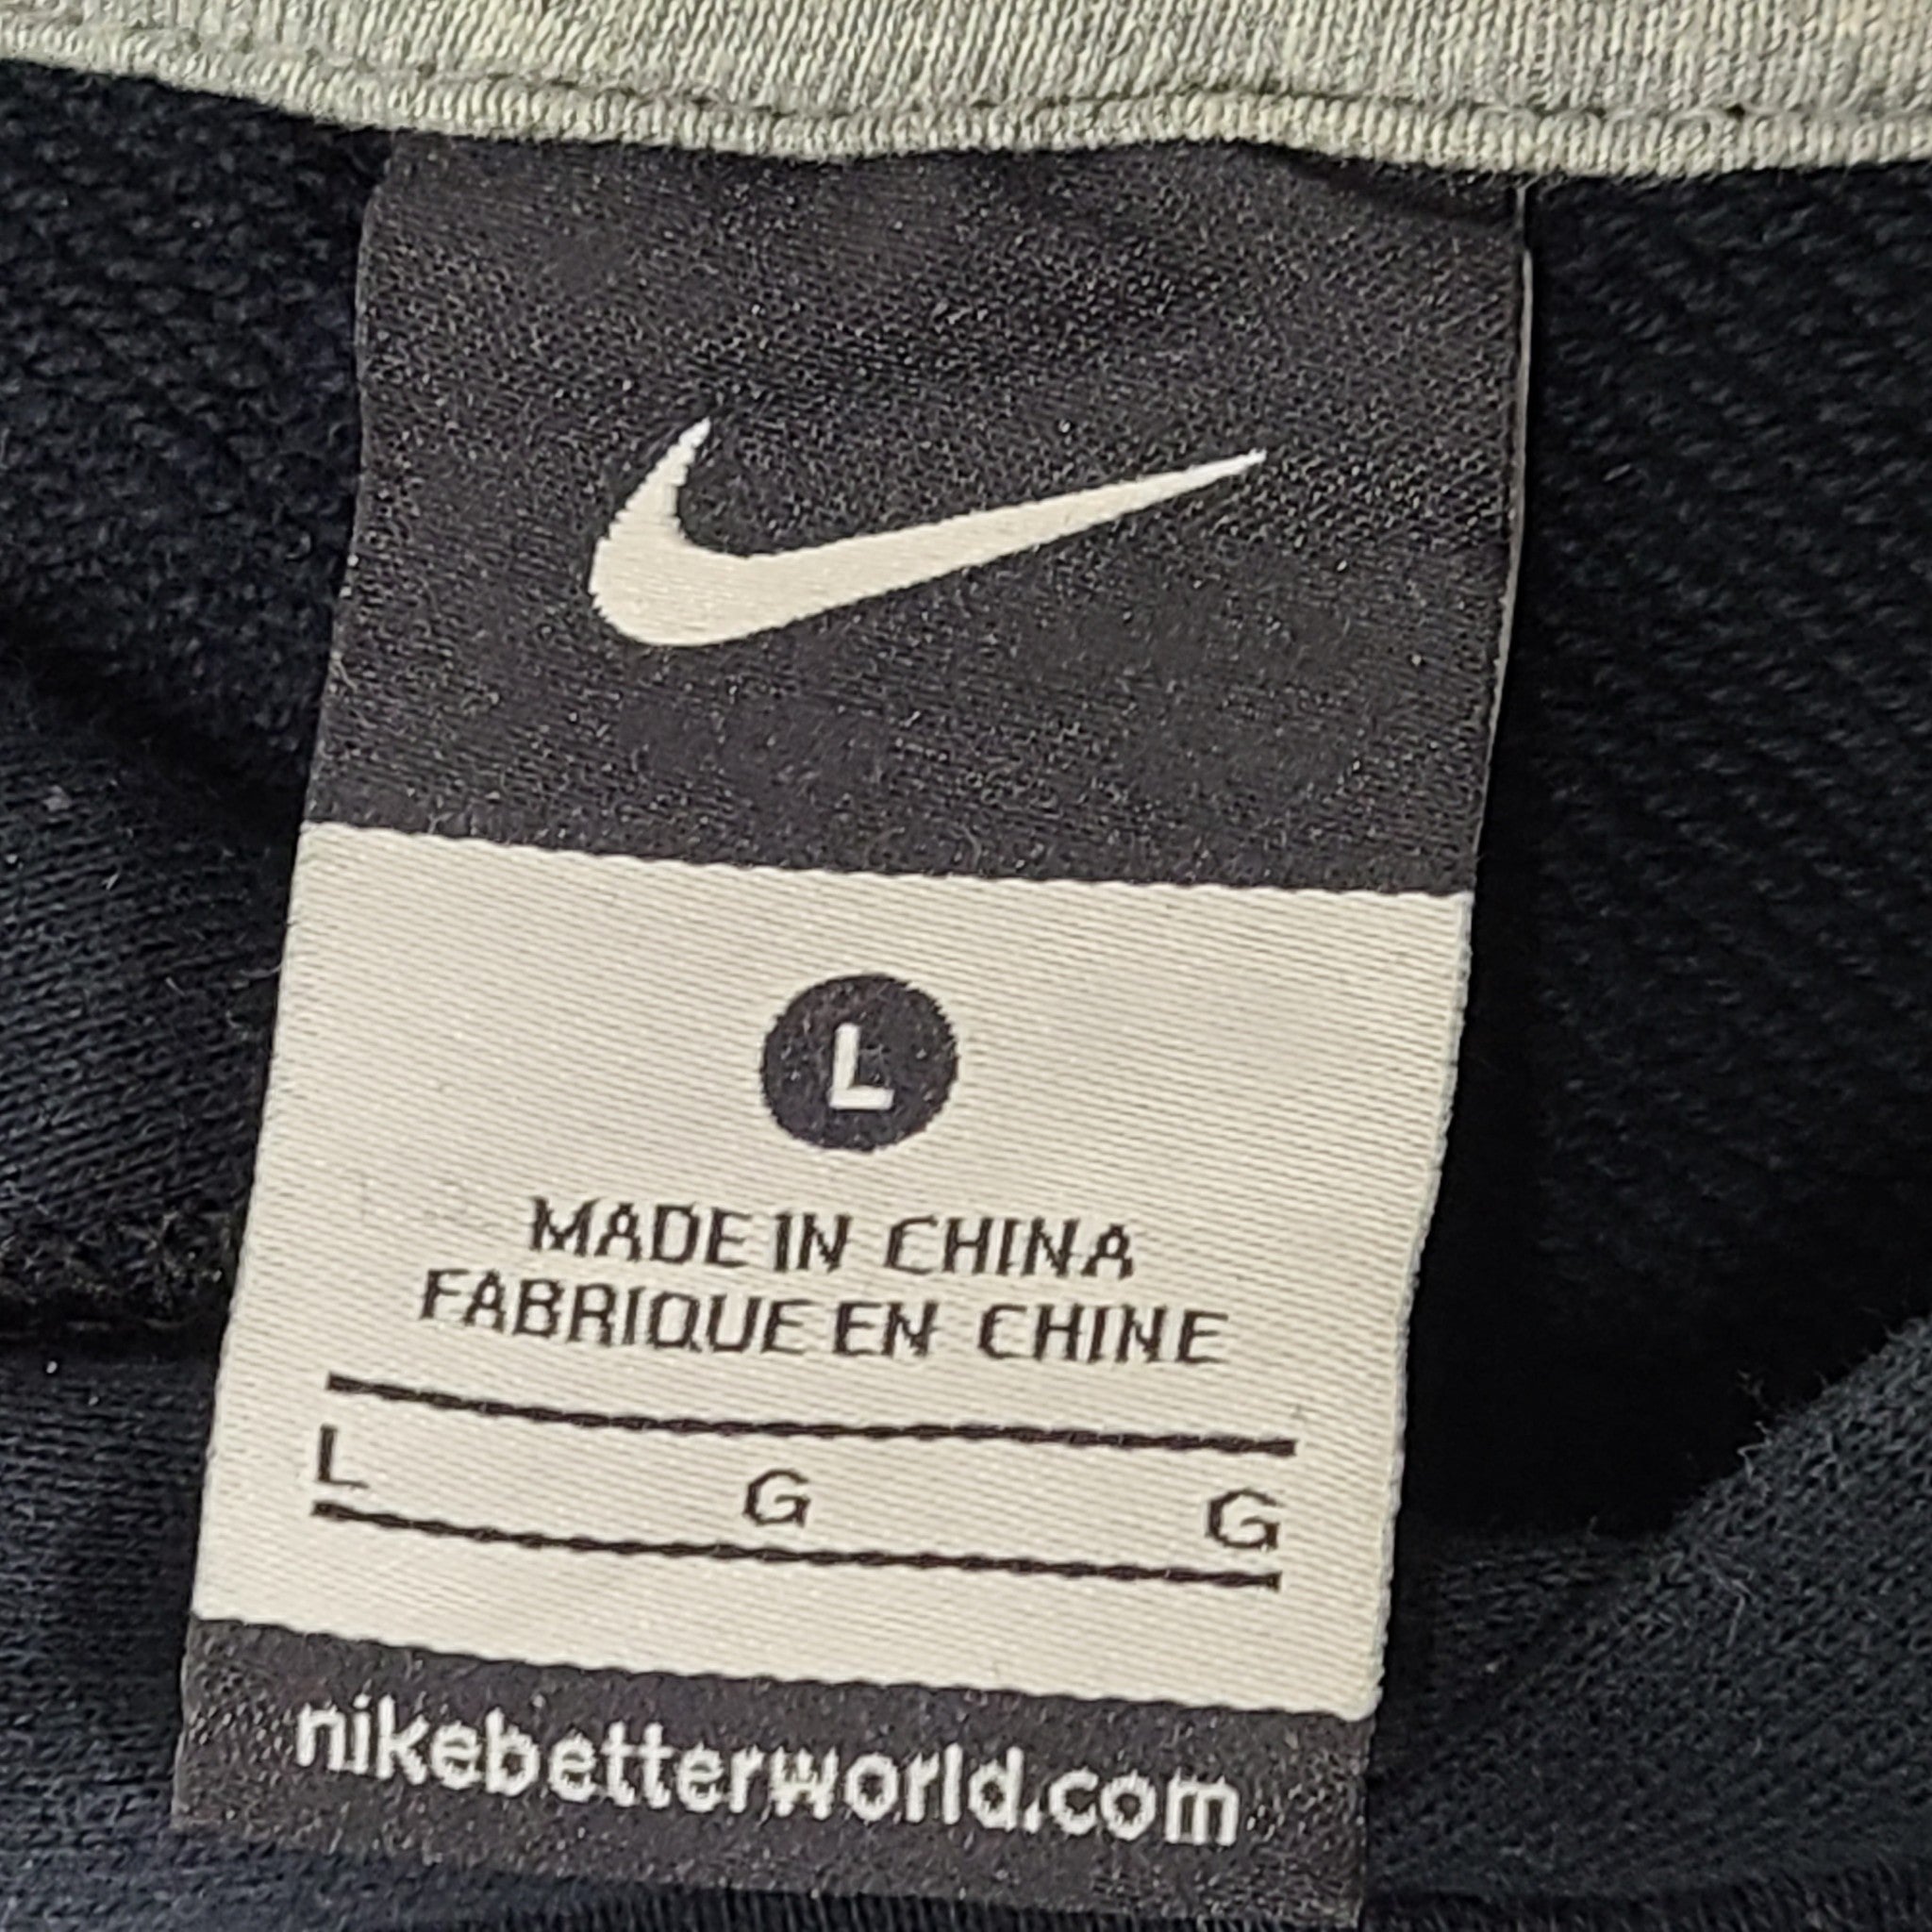 L
MADE IN CHINA
FABRIQUE EN CHINE
L G G
nikebetterworld.com